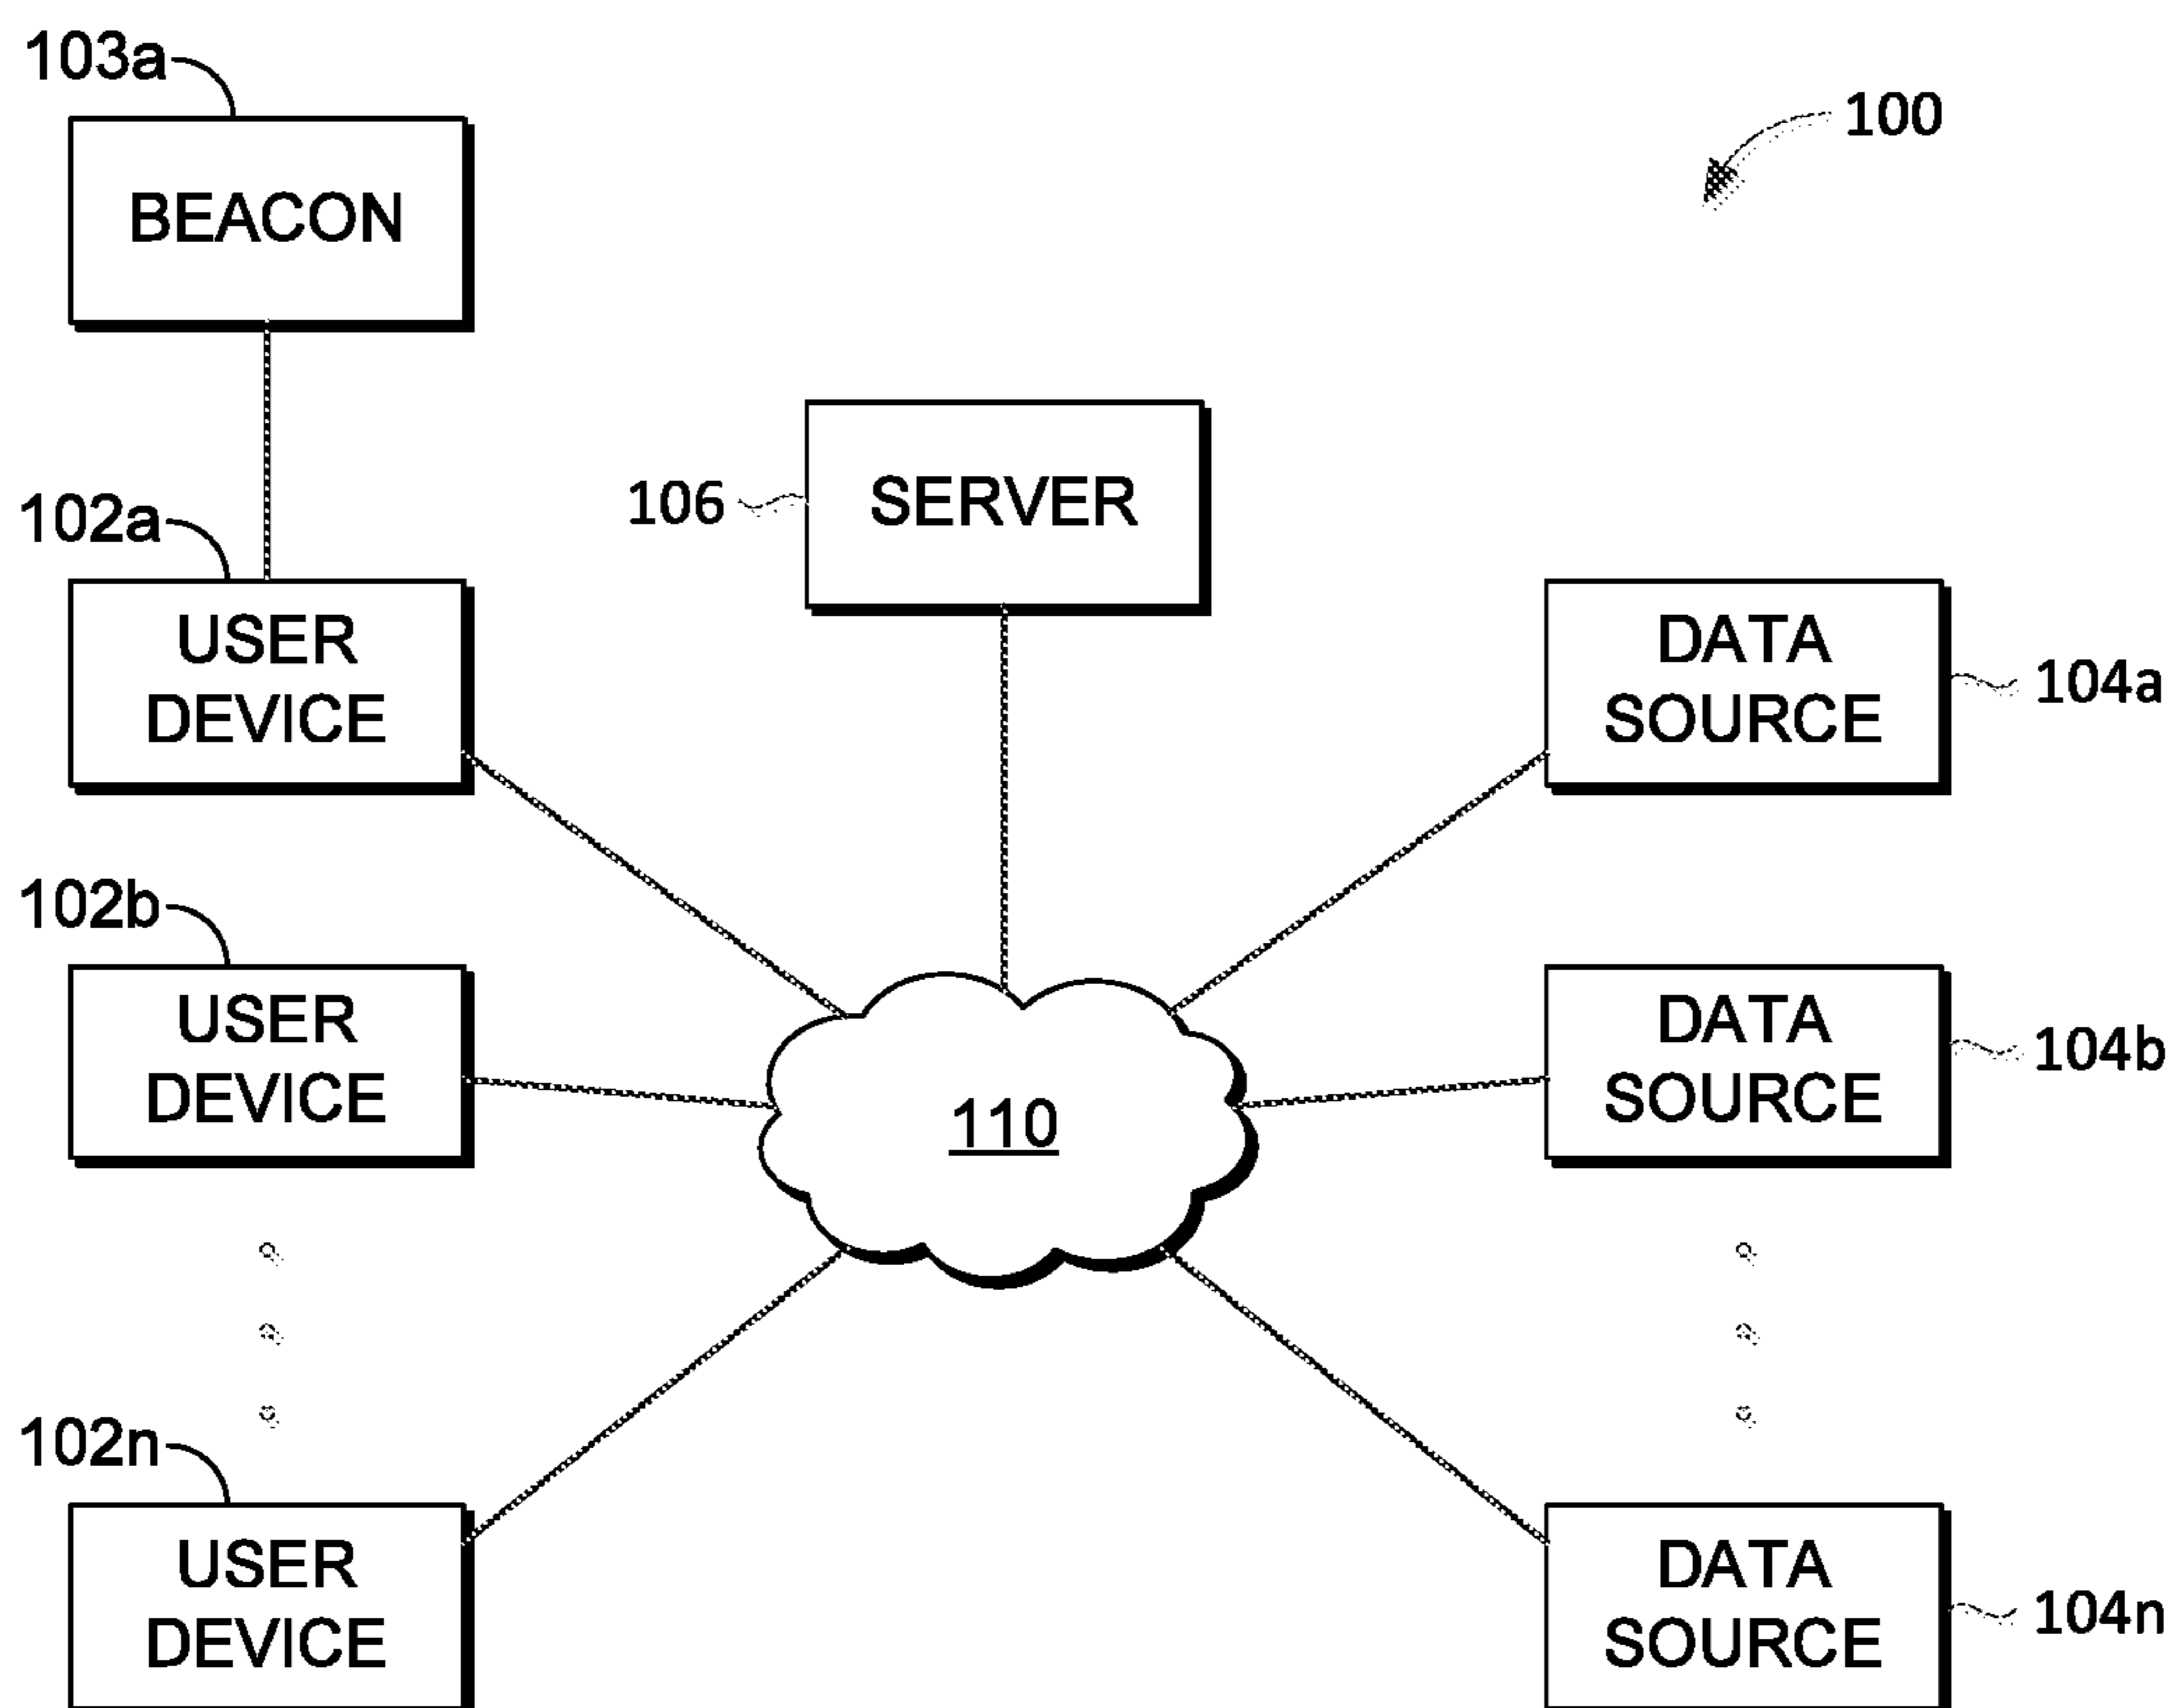 103a
100
BEACON
106
SERVER
102a
USER
DEVICE
DATA
SOURCE
104a
102b
USER
DEVICE
110
DATA
SOURCE
104b
102n
USER
DEVICE
DATA
SOURCE
104n